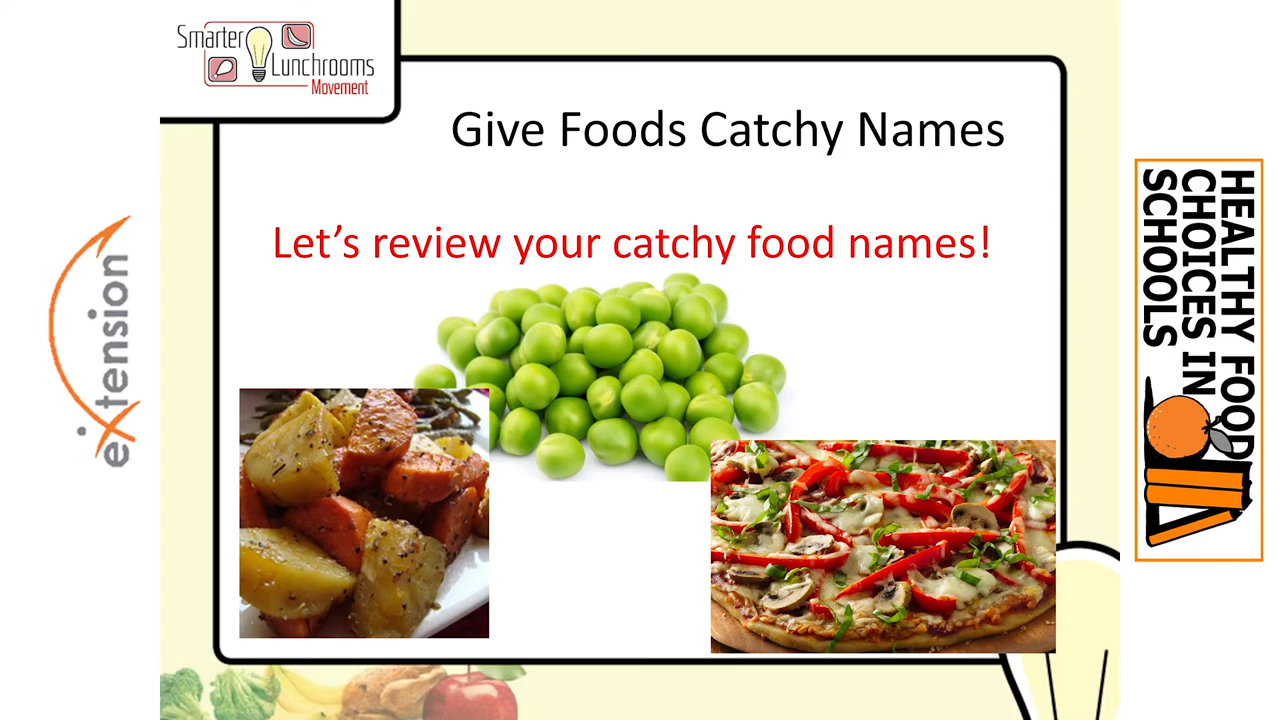 Smarter
Lunchrooms
Movement
Give Foods Catchy Names
Let's review your catchy food names!
eXtension
HEALTHY FOOD
CHOICES IN
SCHOOLS